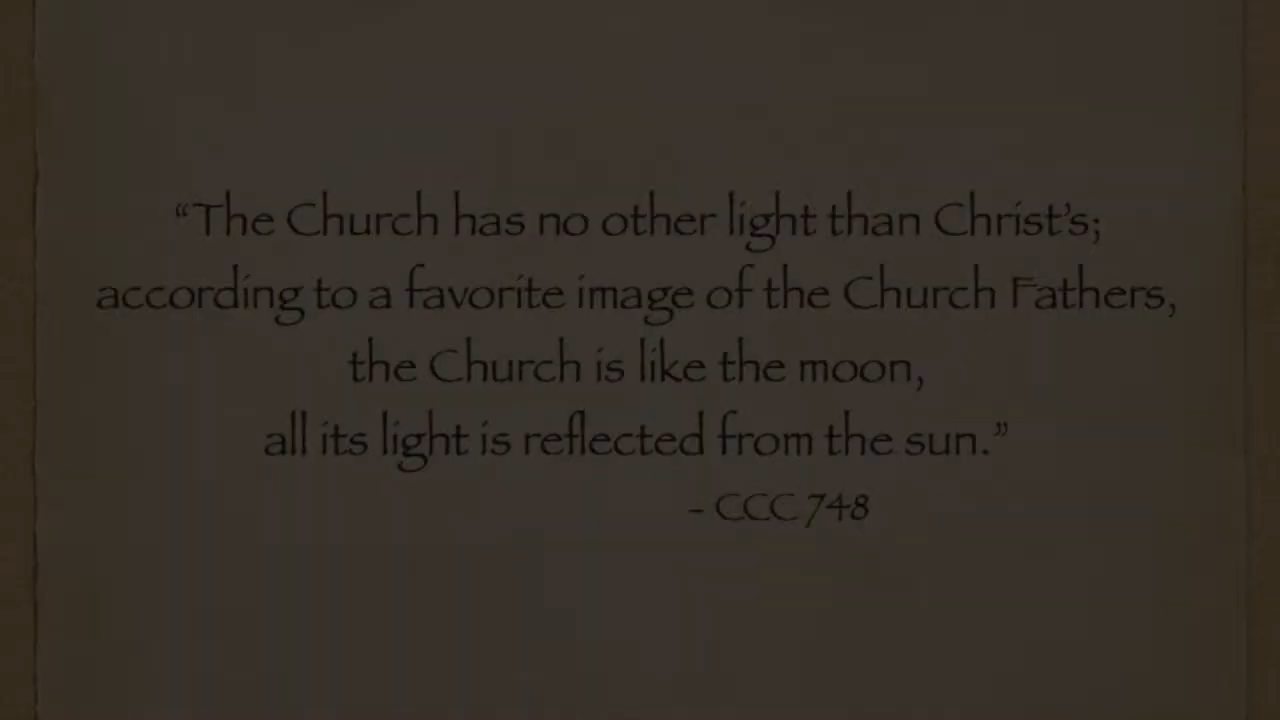 “The Church has no other light than Christ’s;
according to a favorite image of the Church Fathers,
the Church is like the moon,
all its light is reflected from the sun.”
- CCC 748